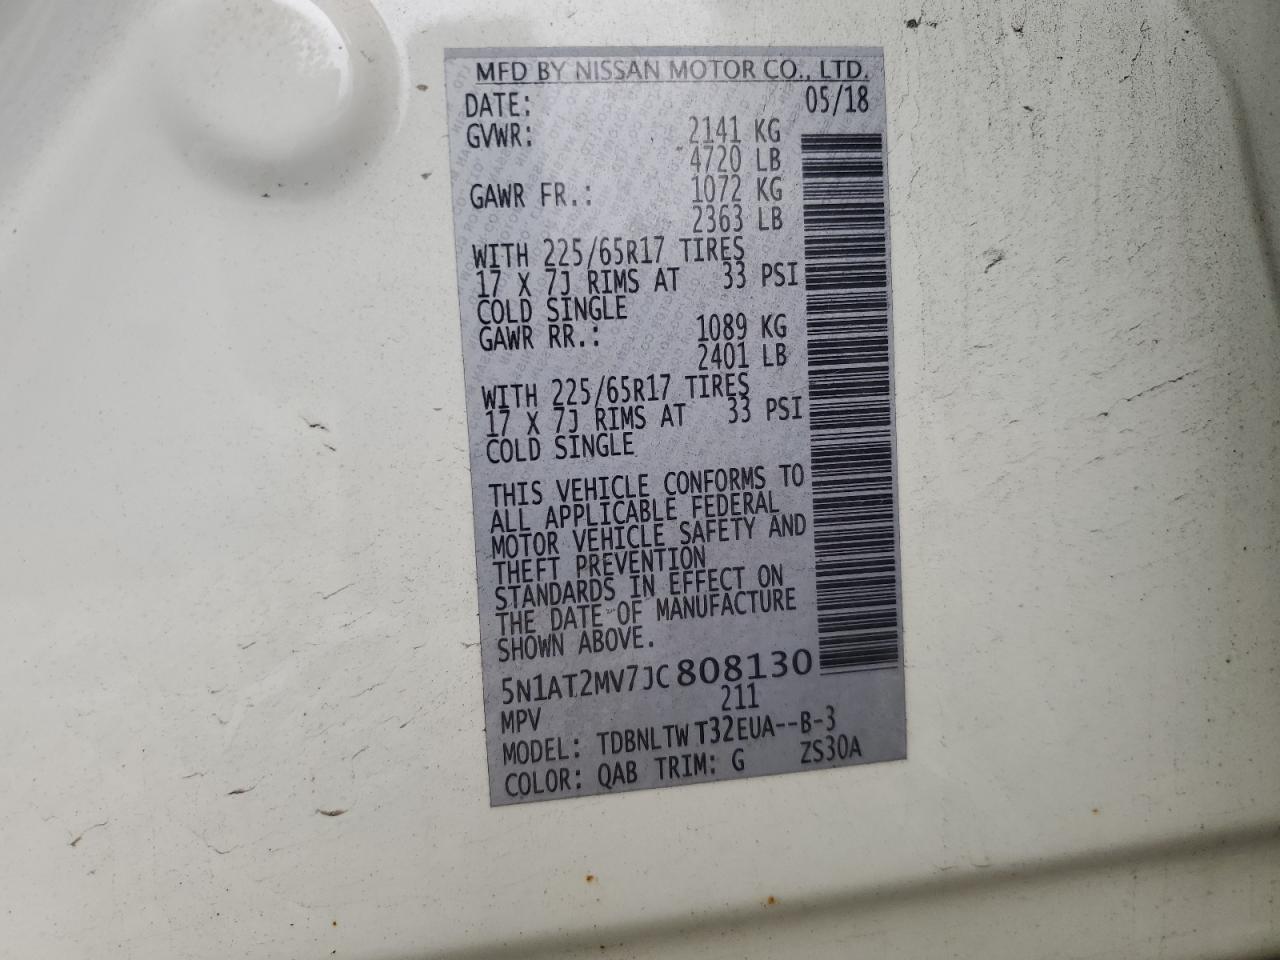 MFD BY NISSAN MOTOR CO., LTD.
DATE: 05/18
GVWR: 2141 KG
4720 LB
GAWR FR.: 1072 KG
2363 LB
WITH 225/65R17 TIRES
17 X 7J RIMS AT 33 PSI
COLD SINGLE
GAWR RR.: 1089 KG
2401 LB
WITH 225/65R17 TIRES
17 X 7J RIMS AT 33 PSI
COLD SINGLE
THIS VEHICLE CONFORMS TO
ALL APPLICABLE FEDERAL
MOTOR VEHICLE SAFETY AND
THEFT PREVENTION
STANDARDS IN EFFECT ON
THE DATE OF MANUFACTURE
SHOWN ABOVE.
5N1AT2MV7JC808130
MPV 211
MODEL: TDBNLTWT32EUA--B-3
COLOR: QAB TRIM: G ZS30A